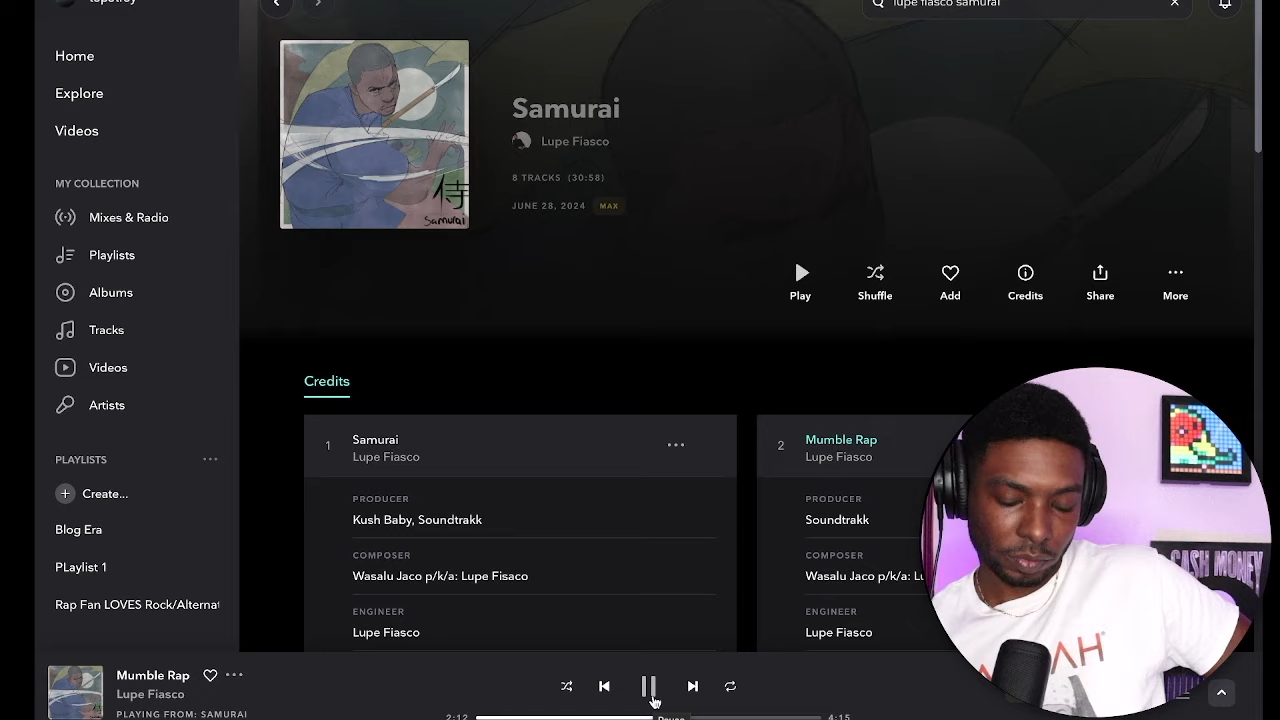 lupe fiasco samurai
Home
Explore
Videos
MY COLLECTION
Mixes & Radio
Playlists
Albums
Tracks
Videos
Artists
PLAYLISTS
Create...
Blog Era
PLaylist 1
Rap Fan LOVES Rock/Alternat
侍
Samurai
Samurai
Lupe Fiasco
8 TRACKS (30:58)
JUNE 28, 2024 MAX
Play
Shuffle
Add
Credits
Share
More
Credits
1
Samurai
Lupe Fiasco
PRODUCER
Kush Baby, Soundtrakk
COMPOSER
Wasalu Jaco p/k/a: Lupe Fisaco
ENGINEER
Lupe Fiasco
2
Mumble Rap
Lupe Fiasco
PRODUCER
Soundtrakk
COMPOSER
Wasalu Jaco p/k/a: Lu
ENGINEER
Lupe Fiasco
CASH MONEY
Mumble Rap
Lupe Fiasco
PLAYING FROM: SAMURAI
2:12
Pause
4:15